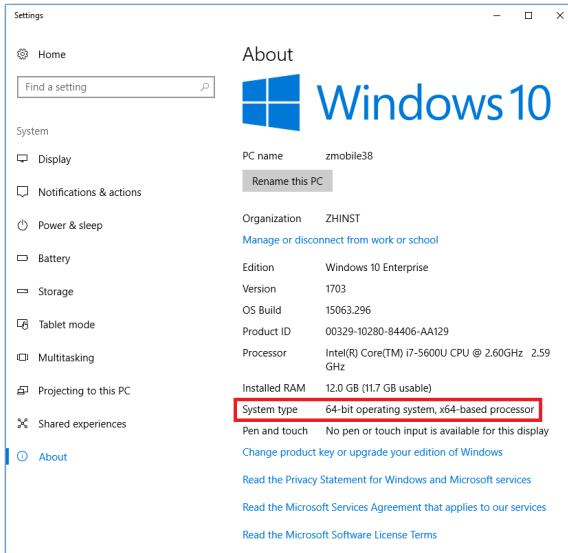 Settings
Home
Find a setting
System
Display
Notifications & actions
Power & sleep
Battery
Storage
Tablet mode
Multitasking
Projecting to this PC
Shared experiences
About
About
Windows 10
PC name zmobile38
Rename this PC
Organization ZHINST
Manage or disconnect from work or school
Edition Windows 10 Enterprise
Version 1703
OS Build 15063.296
Product ID 00329-10280-84406-AA129
Processor Intel(R) Core(TM) i7-5600U CPU @ 2.60GHz 2.59
GHz
Installed RAM 12.0 GB (11.7 GB usable)
System type 64-bit operating system, x64-based processor
Pen and touch No pen or touch input is available for this display
Change product key or upgrade your edition of Windows
Read the Privacy Statement for Windows and Microsoft services
Read the Microsoft Services Agreement that applies to our services
Read the Microsoft Software License Terms